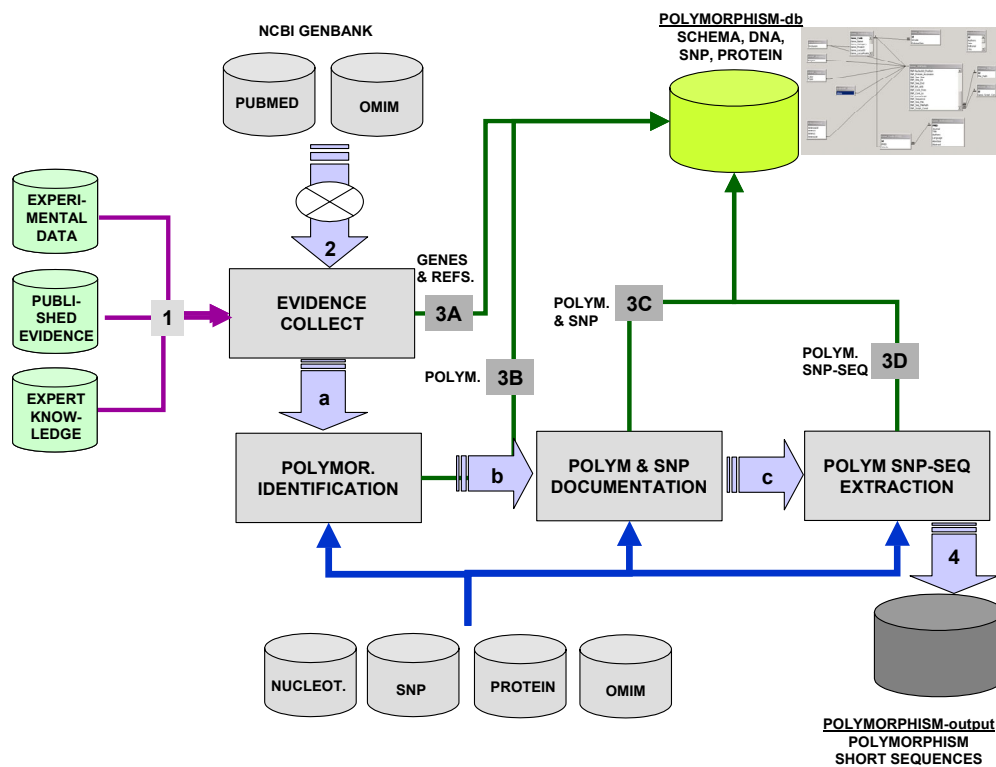 NCBI GENBANK
PUBMED
OMIM
POLYMORPHISM-db
SCHEMA, DNA,
SNP, PROTEIN
EXPERI-
MENTAL
DATA
PUBLI-
SHED
EVIDENCE
EXPERT
KNOW-
LEDGE
1
2
EVIDENCE
COLLECT
GENES
& REFS.
3A
POLYM.
3B
POLYM.
& SNP
3C
POLYM.
SNP-SEQ
3D
a
POLYMOR.
IDENTIFICATION
b
POLYM & SNP
DOCUMENTATION
c
POLYM SNP-SEQ
EXTRACTION
4
NUCLEOT.
SNP
PROTEIN
OMIM
POLYMORPHISM-output
POLYMORPHISM
SHORT SEQUENCES